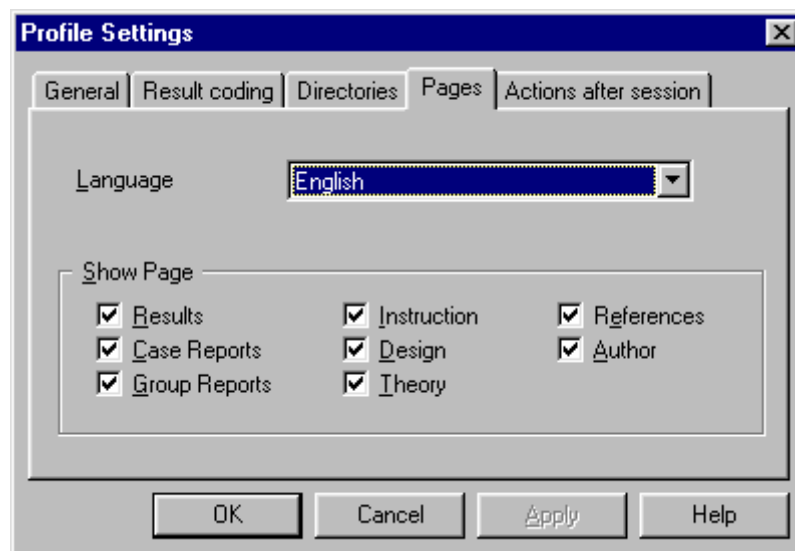 Profile Settings
General Result coding Directories Pages Actions after session
Language English
Show Page
Results Instruction References
Case Reports Design Author
Group Reports Theory
OK Cancel Apply Help